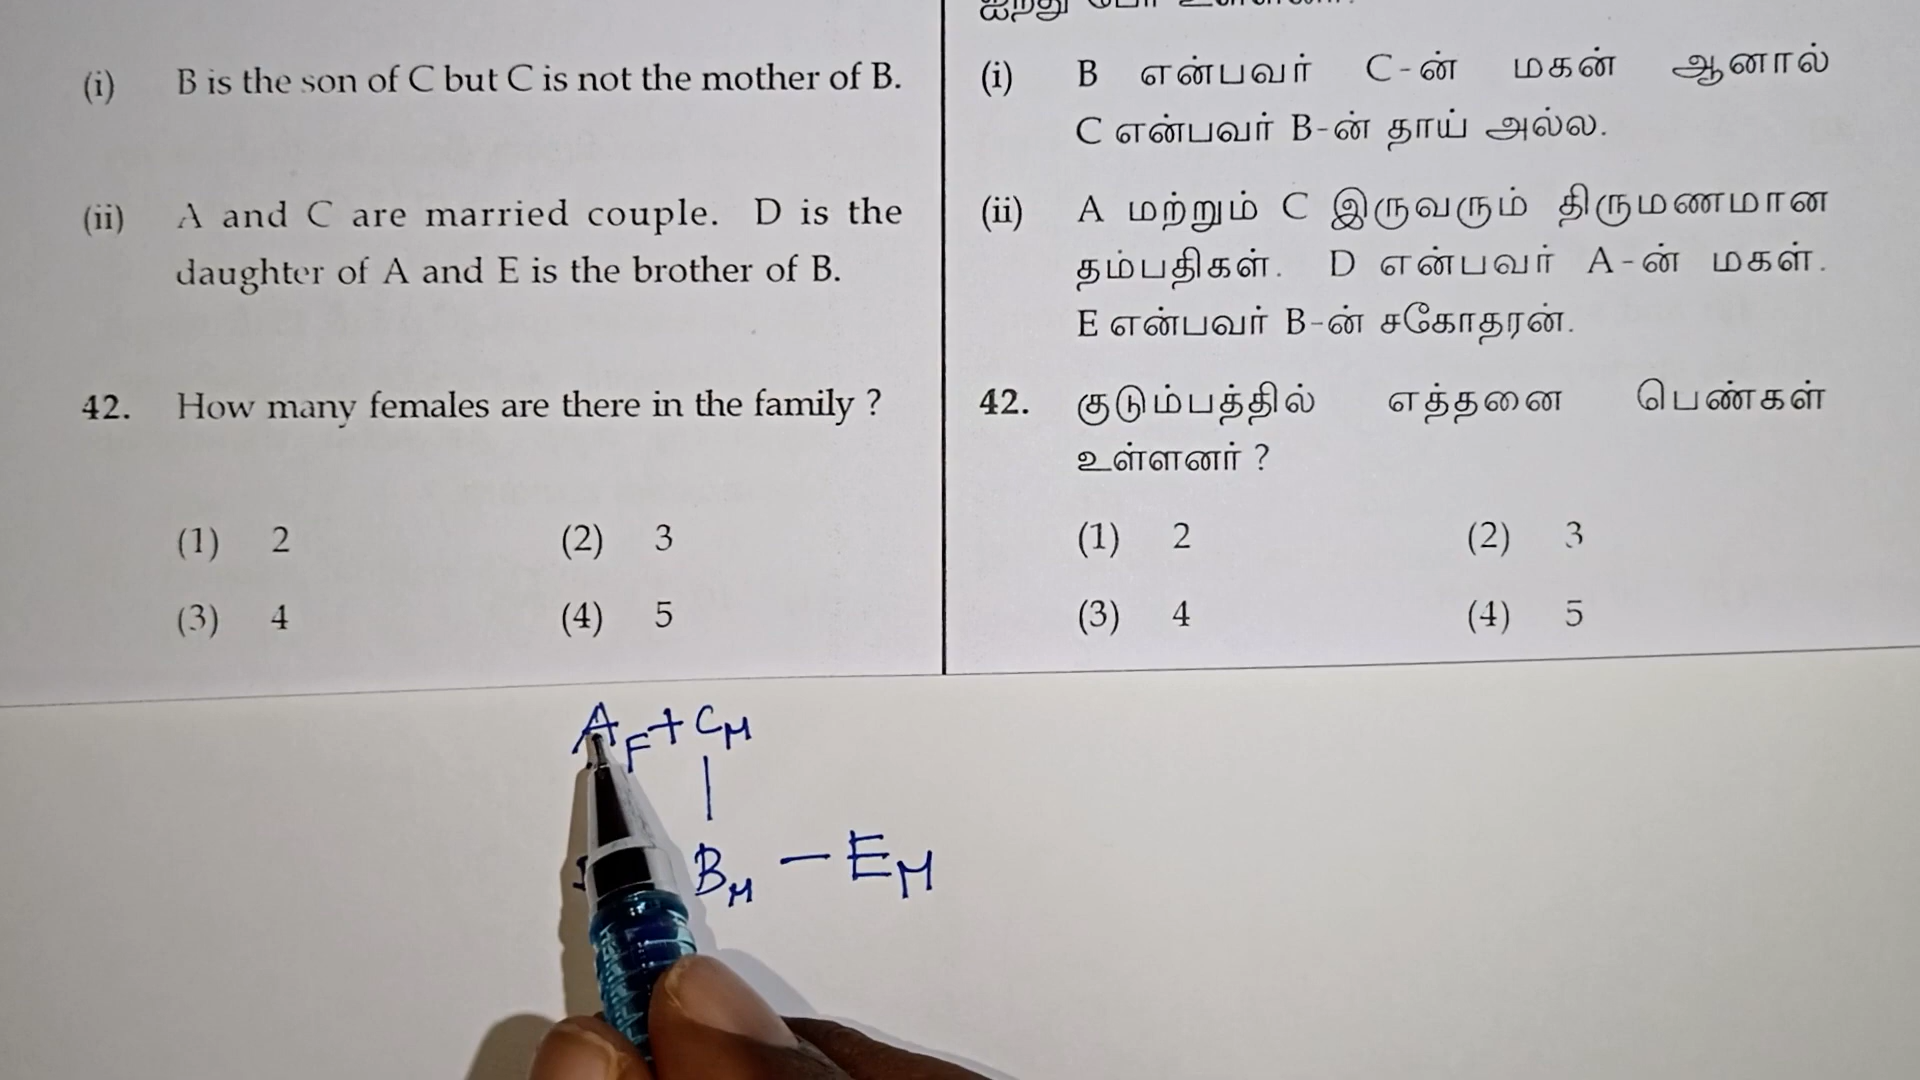 (i) B is the son of C but C is not the mother of B.
(ii) A and C are married couple. D is the
daughter of A and E is the brother of B.
42. How many females are there in the family ?
(1) 2 (2) 3
(3) 4 (4) 5
(i) B என்பவர் C-ன் மகன் ஆனால்
C என்பவர் B-ன் தாய் அல்ல.
(ii) A மற்றும் C இருவரும் திருமணமான
தம்பதிகள். D என்பவர் A-ன் மகள்.
E என்பவர் B-ன் சகோதரன்.
42. குடும்பத்தில் எத்தனை பெண்கள்
உள்ளனர் ?
(1) 2 (2) 3
(3) 4 (4) 5
A F + C M
B M — E M